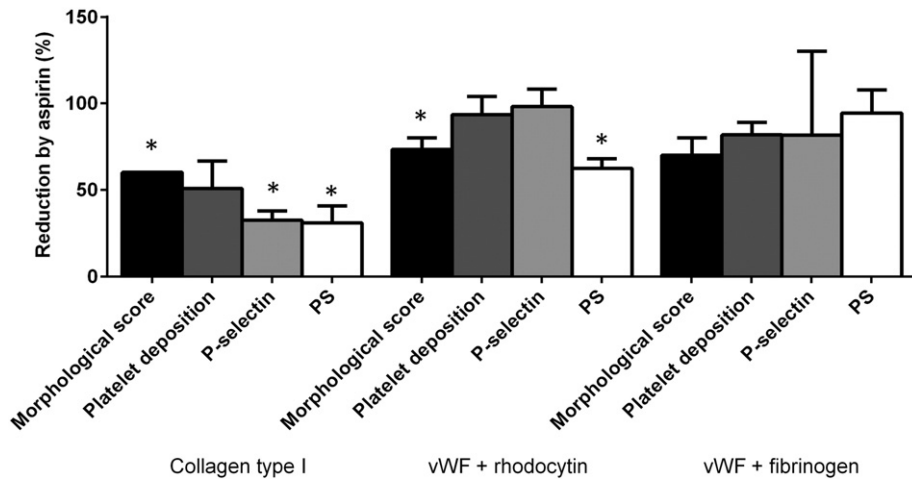 Reduction by aspirin (%)
150
100
50
0
*
*
*
*
*
Morphological score
Platelet deposition
P-selectin
PS
Morphological score
Platelet deposition
P-selectin
PS
Morphological score
Platelet deposition
P-selectin
PS
Collagen type I
vWF + rhodocytin
vWF + fibrinogen